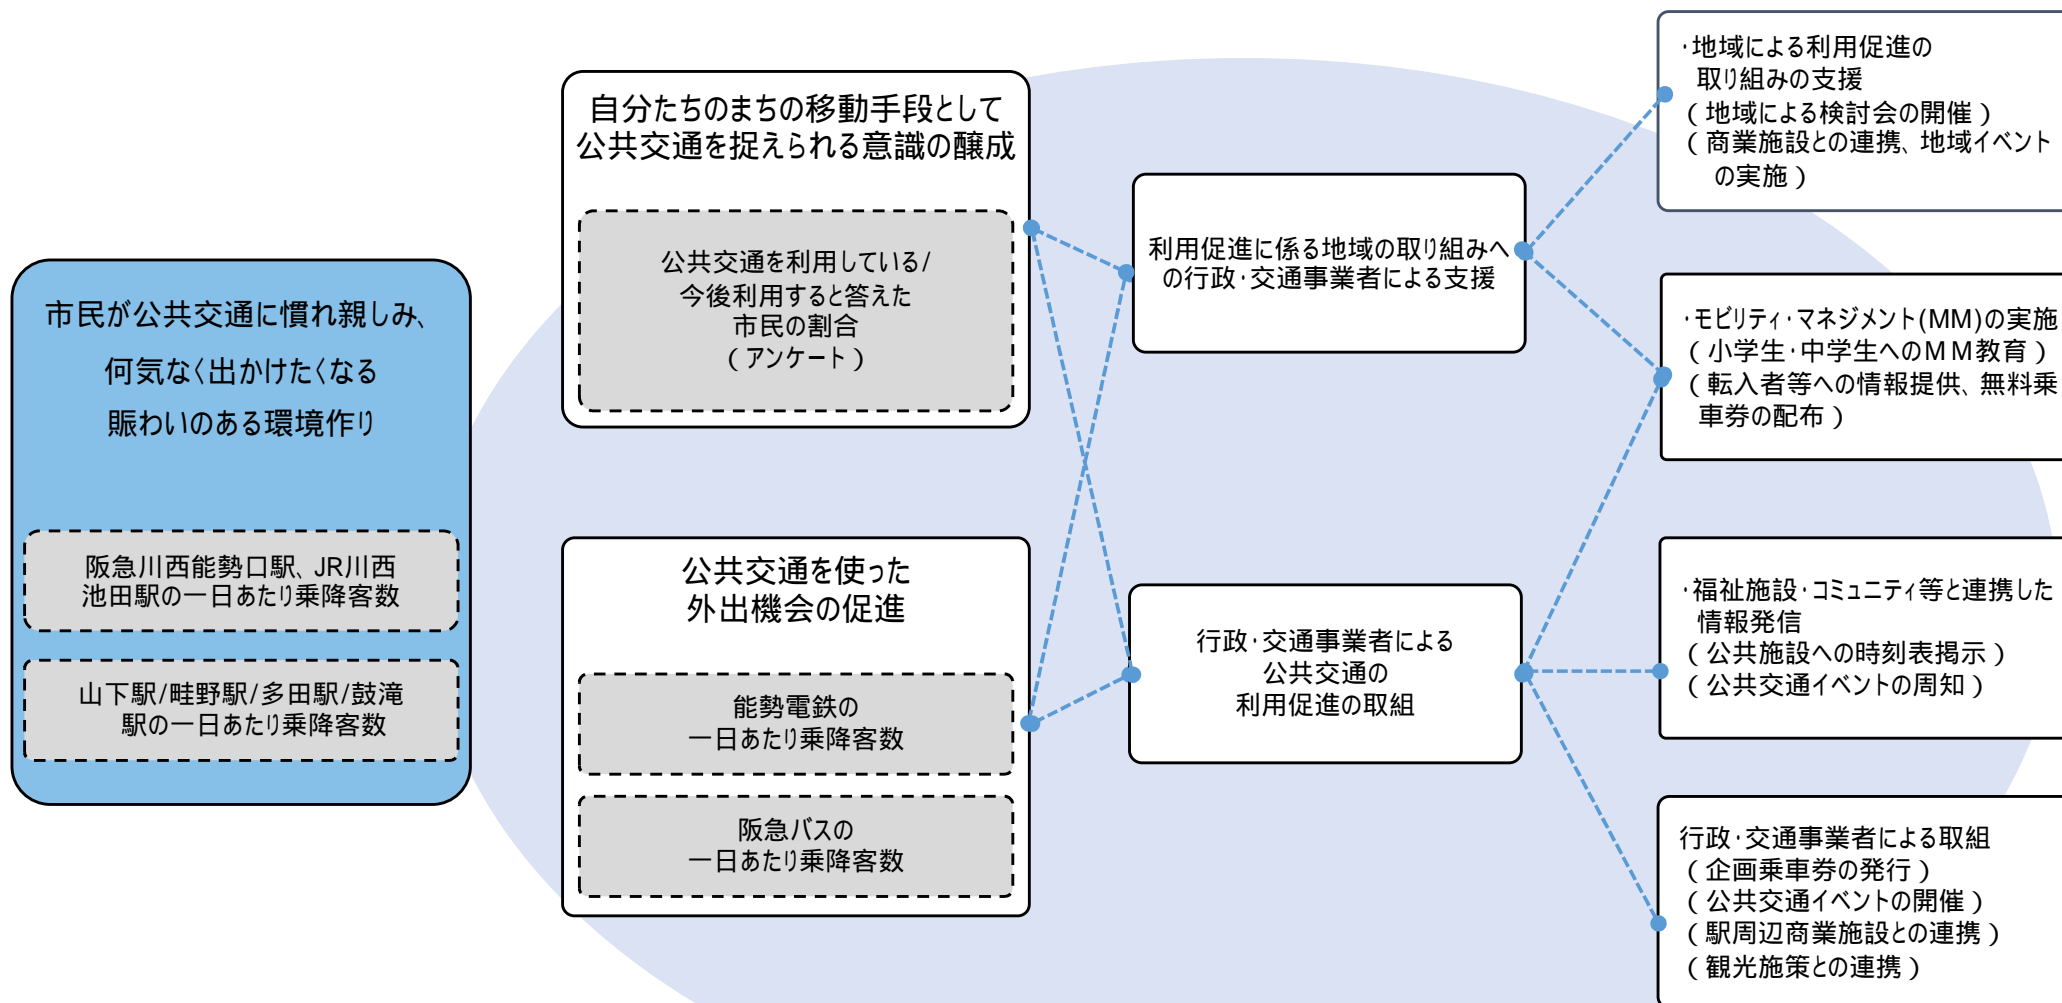 市民が公共交通に慣れ親しみ、
何気なく出かけたくなる
賑わいのある環境作り
阪急川西能勢口駅、JR川西
池田駅の一日あたり乗降客数
山下駅/畦野駅/多田駅/鼓滝
駅の一日あたり乗降客数
自分たちのまちの移動手段として
公共交通を捉えられる意識の醸成
公共交通を利用している/
今後利用すると答えた
市民の割合
(アンケート)
公共交通を使った
外出機会の促進
能勢電鉄の
一日あたり乗降客数
阪急バスの
一日あたり乗降客数
利用促進に係る地域の取り組みへ
の行政・交通事業者による支援
行政・交通事業者による
公共交通の
利用促進の取組
・地域による利用促進の
取り組みの支援
(地域による検討会の開催)
(商業施設との連携、地域イベント
の実施)
・モビリティ・マネジメント(MM)の実施
(小学生・中学生へのMM教育)
(転入者等への情報提供、無料乗
車券の配布)
・福祉施設・コミュニティ等と連携した
情報発信
(公共施設への時刻表掲示)
(公共交通イベントの周知)
行政・交通事業者による取組
(企画乗車券の発行)
(公共交通イベントの開催)
(駅周辺商業施設との連携)
(観光施策との連携)